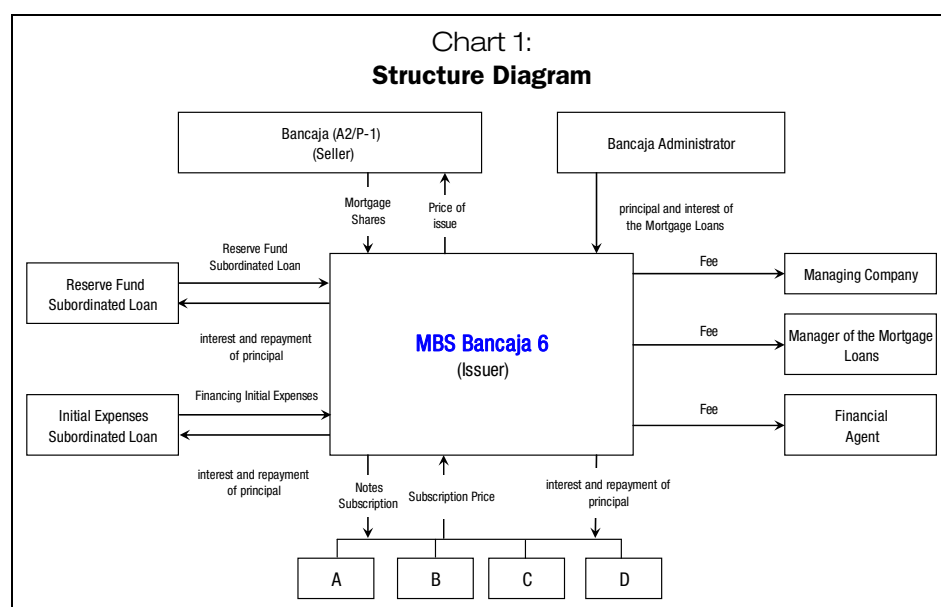 Chart 1:
Structure Diagram
Bancaja (A2/P-1)
(Seller)
Bancaja Administrator
Mortgage
Shares
Price of
issue
principal and interest of
the Mortgage Loans
Reserve Fund
Subordinated Loan
Reserve Fund
Subordinated Loan
interest and repayment
of principal
Fee
Managing Company
MBS Bancaja 6
(Issuer)
Fee
Manager of the Mortgage
Loans
Initial Expenses
Subordinated Loan
Financing Initial Expenses
interest and repayment
of principal
Fee
Financial
Agent
Notes
Subscription
Subscription Price
interest and repayment of
principal
A
B
C
D